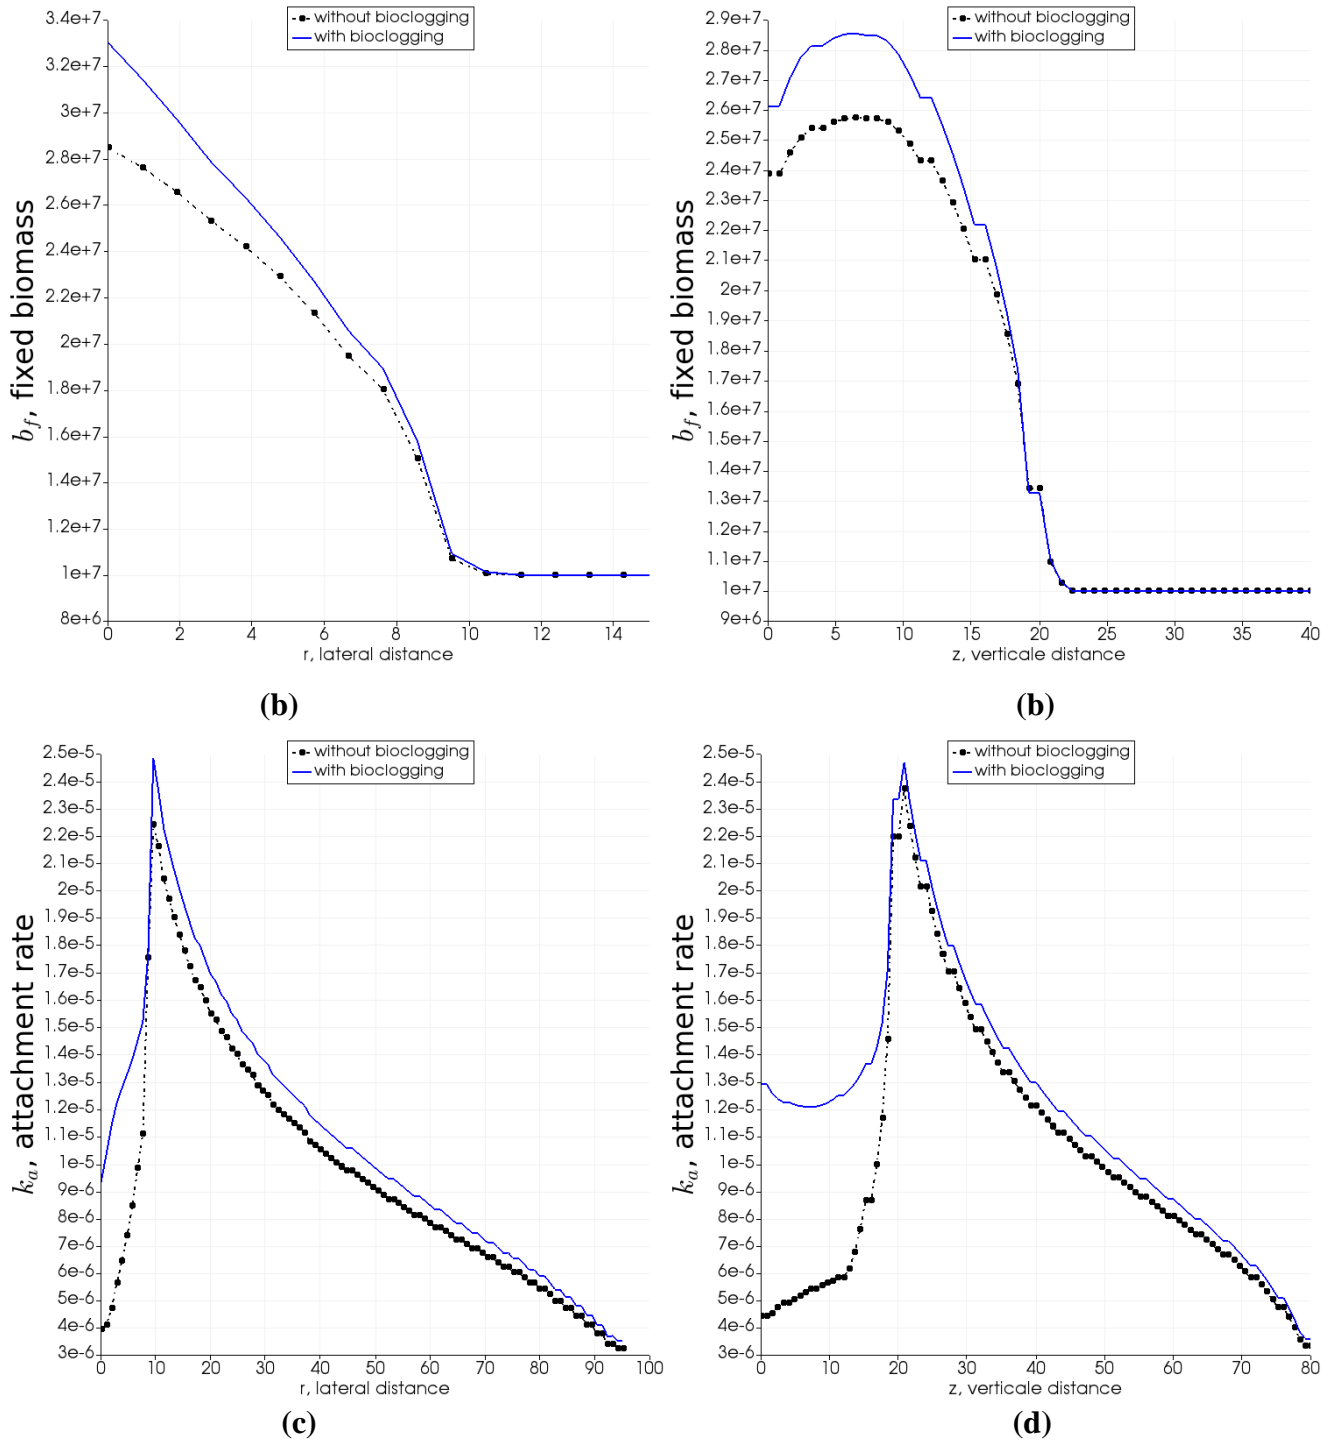 without bioclogging
with bioclogging
3.4e+7
3.2e+7
3e+7
2.8e+7
2.6e+7
2.4e+7
2.2e+7
2e+7
1.8e+7
1.6e+7
1.4e+7
1.2e+7
1e+7
8e+6
b_f, fixed biomass
0 2 4 6 8 10 12 14
r, lateral distance
(b)
without bioclogging
with bioclogging
2.9e+7
2.8e+7
2.7e+7
2.6e+7
2.5e+7
2.4e+7
2.3e+7
2.2e+7
2.1e+7
2e+7
1.9e+7
1.8e+7
1.7e+7
1.6e+7
1.5e+7
1.4e+7
1.3e+7
1.2e+7
1.1e+7
1e+7
9e+6
b_f, fixed biomass
0 5 10 15 20 25 30 35 40
z, verticale distance
(b)
without bioclogging
with bioclogging
2.5e-5
2.4e-5
2.3e-5
2.2e-5
2.1e-5
2e-5
1.9e-5
1.8e-5
1.7e-5
1.6e-5
1.5e-5
1.4e-5
1.3e-5
1.2e-5
1.1e-5
1e-5
9e-6
8e-6
7e-6
6e-6
5e-6
4e-6
3e-6
k_a, attachment rate
0 10 20 30 40 50 60 70 80 90 100
r, lateral distance
(c)
without bioclogging
with bioclogging
2.5e-5
2.4e-5
2.3e-5
2.2e-5
2.1e-5
2e-5
1.9e-5
1.8e-5
1.7e-5
1.6e-5
1.5e-5
1.4e-5
1.3e-5
1.2e-5
1.1e-5
1e-5
9e-6
8e-6
7e-6
6e-6
5e-6
4e-6
3e-6
k_a, attachment rate
0 10 20 30 40 50 60 70 80
z, verticale distance
(d)